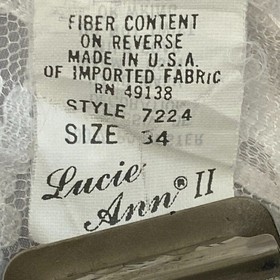 FIBER CONTENT
ON REVERSE
MADE IN U.S.A.
OF IMPORTED FABRIC
RN 49138
STYLE 7224
SIZE 34
Lucie
Ann® II